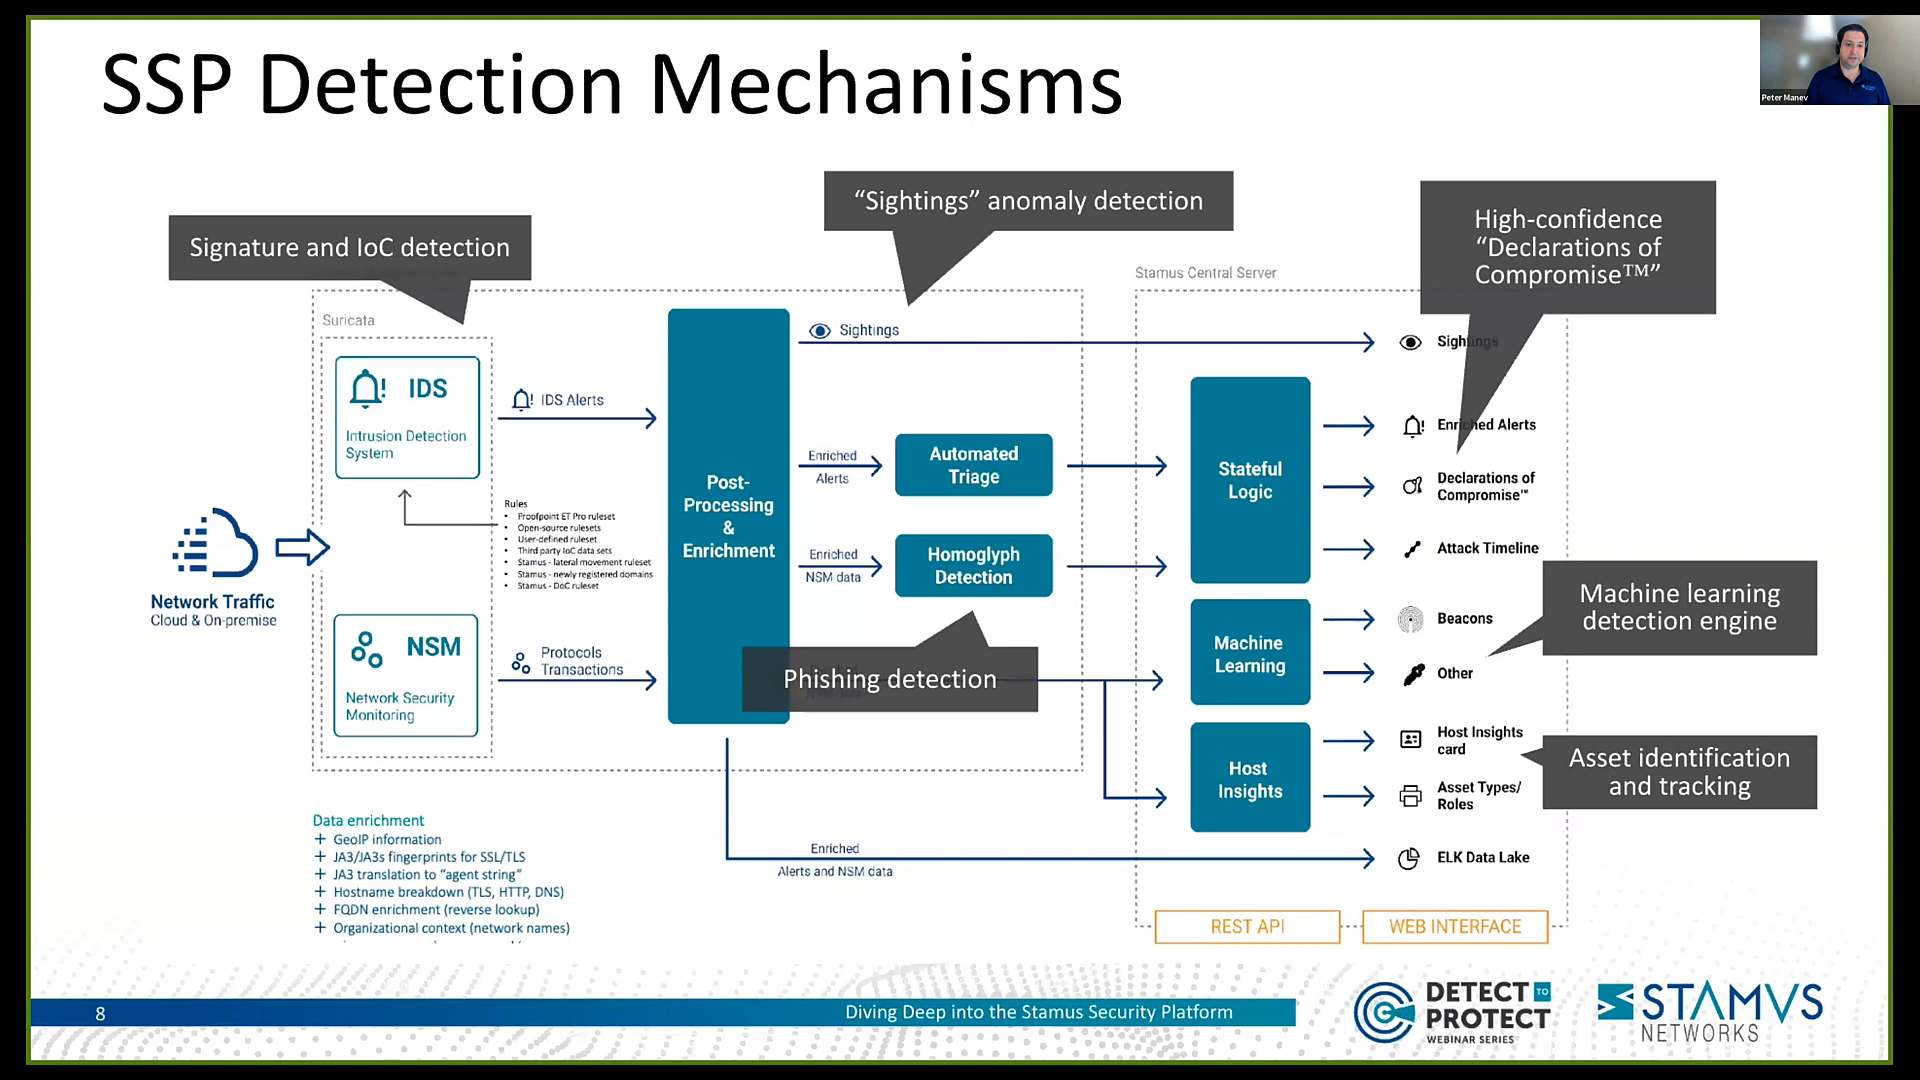 SSP Detection Mechanisms
Peter Manev
"Sightings" anomaly detection
Signature and IoC detection
High-confidence
"Declarations of
Compromise™"
Stamus Central Server
Suricata
Sightings
Sightings
IDS
Intrusion Detection
System
IDS Alerts
Post-
Processing
&
Enrichment
Enriched
Alerts
Automated
Triage
Stateful
Logic
Enriched Alerts
Declarations of
Compromise™
Rules
• Proofpoint ET Pro ruleset
• Open-source rulesets
• User-defined ruleset
• Third party IoC data sets
• Stamus - lateral movement ruleset
• Stamus - newly registered domains
• Stamus - DoC ruleset
Enriched
NSM data
Homoglyph
Detection
Attack Timeline
Network Traffic
Cloud & On-premise
Machine learning
detection engine
NSM
Network Security
Monitoring
Protocols
Transactions
Phishing detection
Machine
Learning
Beacons
Other
Host
Insights
Host Insights
card
Asset Types/
Roles
Asset identification
and tracking
Enriched
Alerts and NSM data
ELK Data Lake
Data enrichment
+ GeoIP information
+ JA3/JA3s fingerprints for SSL/TLS
+ JA3 translation to "agent string"
+ Hostname breakdown (TLS, HTTP, DNS)
+ FQDN enrichment (reverse lookup)
+ Organizational context (network names)
REST API
WEB INTERFACE
8
Diving Deep into the Stamus Security Platform
DETECT TO
PROTECT
WEBINAR SERIES
STAMVS
NETWORKS